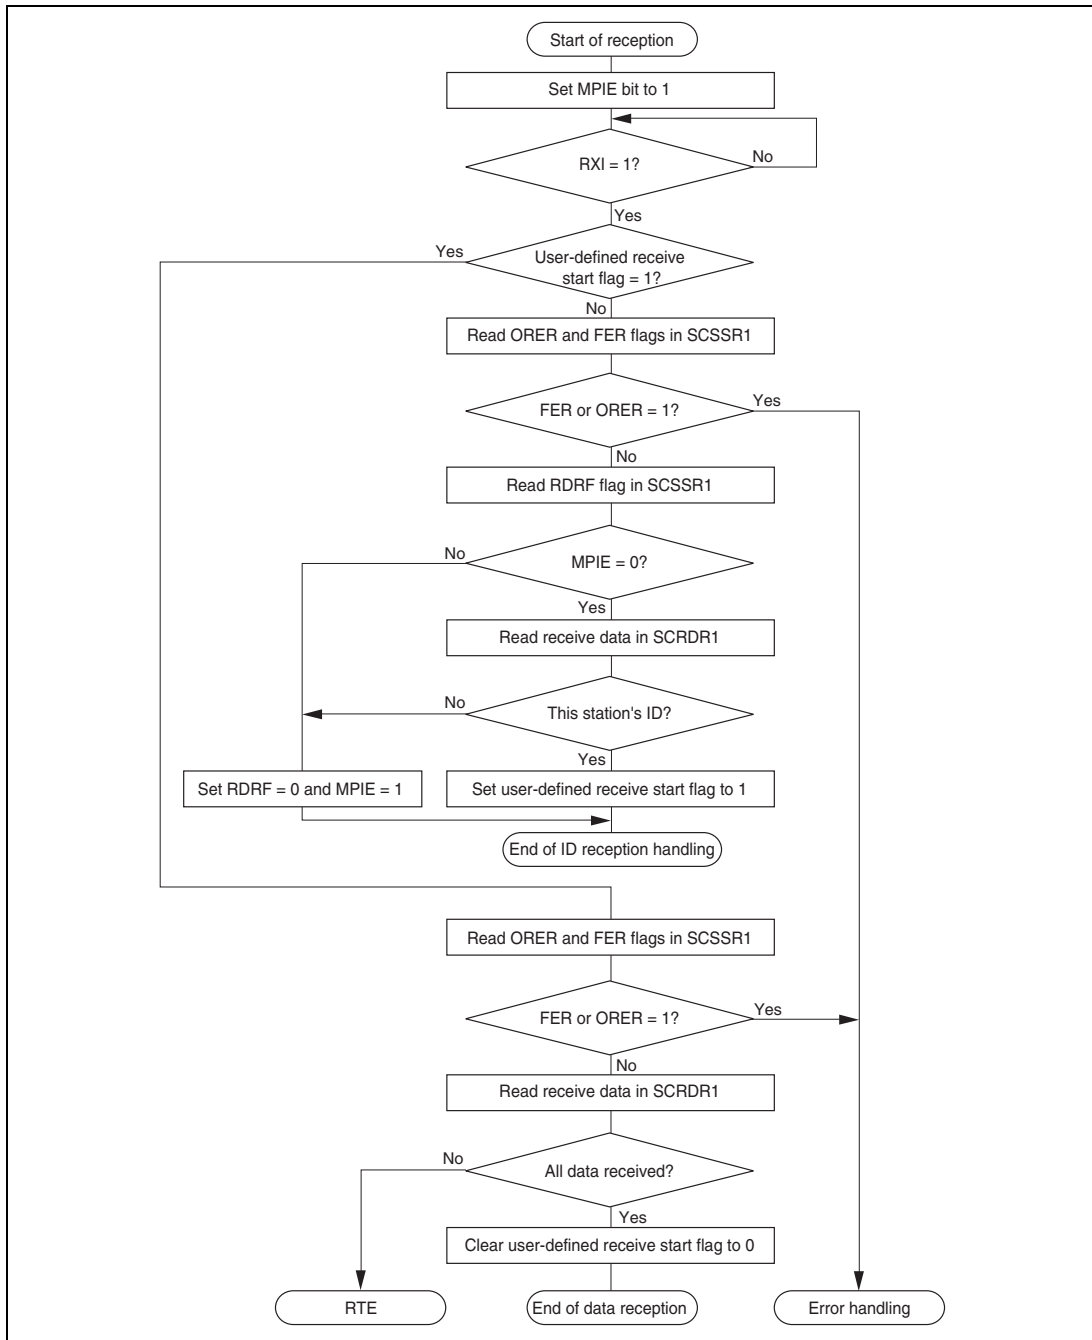 Start of reception
Set MPIE bit to 1
RXI = 1?
No
Yes
Yes
User-defined receive
start flag = 1?
No
Read ORER and FER flags in SCSSR1
FER or ORER = 1?
Yes
No
Read RDRF flag in SCSSR1
No
MPIE = 0?
Yes
Read receive data in SCRDR1
No
This station's ID?
Yes
Set RDRF = 0 and MPIE = 1
Set user-defined receive start flag to 1
End of ID reception handling
Read ORER and FER flags in SCSSR1
FER or ORER = 1?
Yes
No
Read receive data in SCRDR1
No
All data received?
Yes
Clear user-defined receive start flag to 0
RTE
End of data reception
Error handling